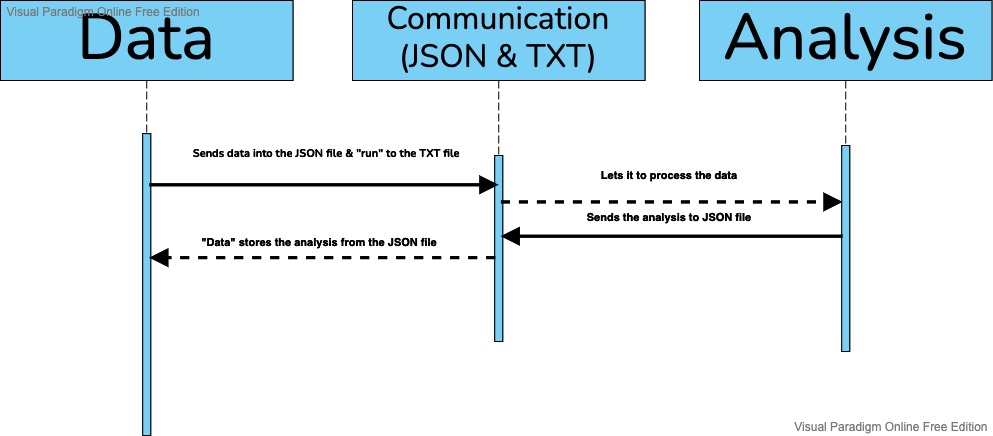 Visual Paradigm Online Free Edition
Data
Communication
(JSON & TXT)
Analysis
Sends data into the JSON file & "run" to the TXT file
Lets it to process the data
Sends the analysis to JSON file
"Data" stores the analysis from the JSON file
Visual Paradigm Online Free Edition